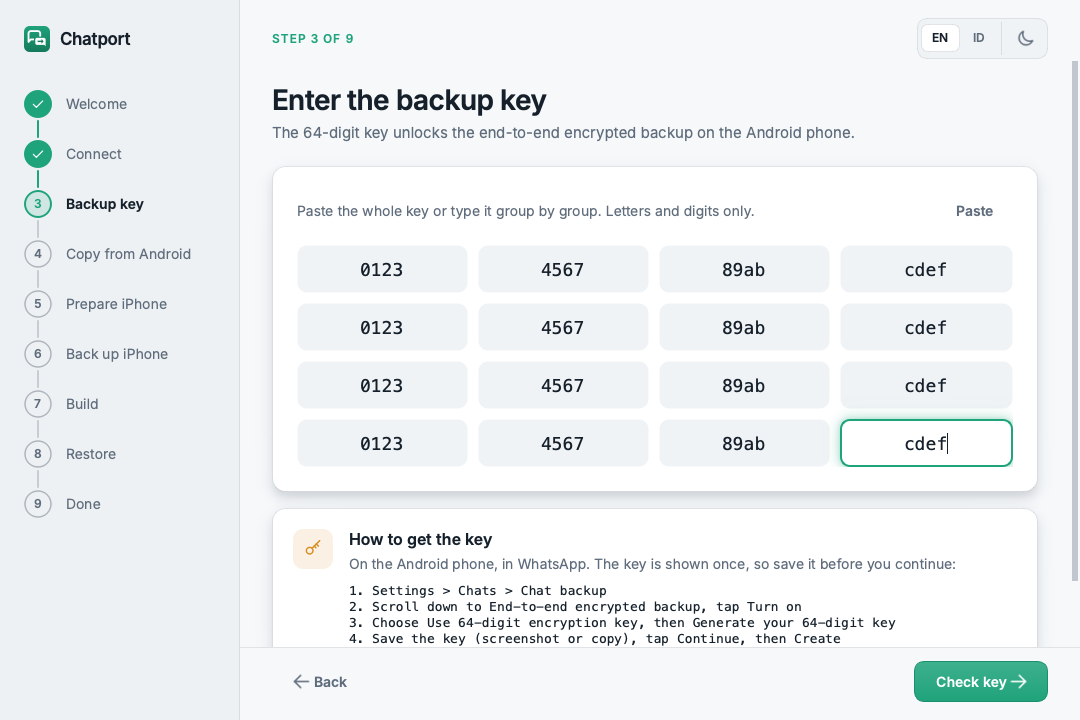 Chatport
STEP 3 OF 9
EN ID
Welcome
Connect
3 Backup key
4 Copy from Android
5 Prepare iPhone
6 Back up iPhone
7 Build
8 Restore
9 Done
Enter the backup key
The 64-digit key unlocks the end-to-end encrypted backup on the Android phone.
Paste the whole key or type it group by group. Letters and digits only. Paste
0123 4567 89ab cdef
0123 4567 89ab cdef
0123 4567 89ab cdef
0123 4567 89ab cdef
How to get the key
On the Android phone, in WhatsApp. The key is shown once, so save it before you continue:
1. Settings > Chats > Chat backup
2. Scroll down to End-to-end encrypted backup, tap Turn on
3. Choose Use 64-digit encryption key, then Generate your 64-digit key
4. Save the key (screenshot or copy), tap Continue, then Create
Back
Check key